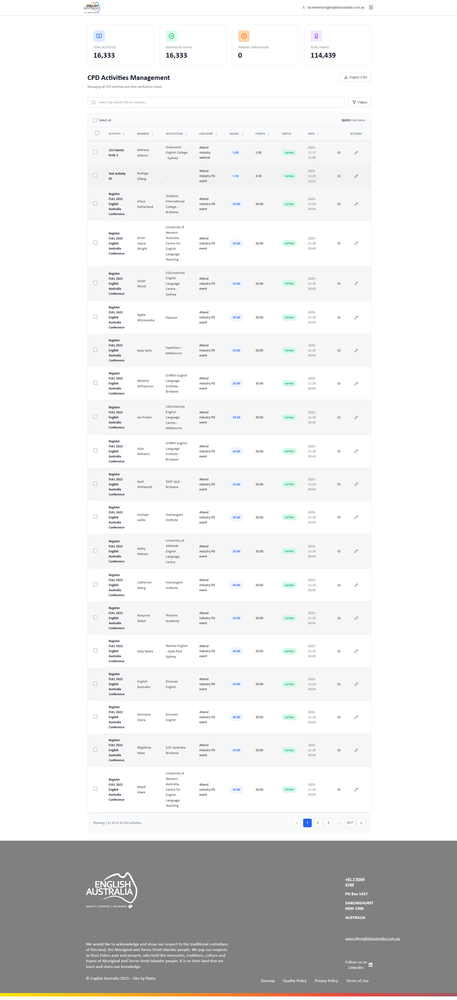 ENGLISH
AUSTRALIA
QUALITY | SUPPORT | ASSURANCE
rachelwinton@englishaustralia.com.au
TOTAL ACTIVITIES
16,333
VERIFIED ACTIVITIES
16,333
PENDING VERIFICATION
0
TOTAL POINTS
114,439
CPD Activities Management
Export CSV
Managing all CPD activities and their verification status
Search by activity title or member...
Filters
Select all
16333 total items
ACTIVITY MEMBER INSTITUTION CATEGORY HOURS POINTS STATUS DATE ACTIONS
222 Evento
teste 2
bethany
dobson
Greenwich
English College
- Sydney
Attend
industry
webinar
1.00
2.00
Verified
2025-
11-27
12:00
Test Activity
02
Rodrigo
Zillesg
-
Attend
industry PD
event
1.50
4.50
Verified
2025-
11-25
12:12
Register
FULL 2022
English
Australia
Conference
Elissa
Sutherland
Shafston
International
College -
Brisbane
Attend
industry PD
event
10.00
30.00
Verified
2025-
11-25
03:43
Register
FULL 2022
English
Australia
Conference
Anne-
marie
Wright
University of
Western
Australia,
Centre for
English
Language
Teaching
Attend
industry PD
event
10.00
30.00
Verified
2025-
11-25
03:43
Register
FULL 2022
English
Australia
Conference
Sarah
Wood
CQUniversity
English
Language
Centre -
Sydney
Attend
industry PD
event
10.00
30.00
Verified
2025-
11-25
03:43
Register
FULL 2022
English
Australia
Conference
Agata
Wisniewska
Pearson
Attend
industry PD
event
10.00
30.00
Verified
2025-
11-25
03:43
Register
FULL 2022
English
Australia
Conference
Kylie Wills
Hawthorn -
Melbourne
Attend
industry PD
event
10.00
30.00
Verified
2025-
11-25
03:43
Register
FULL 2022
English
Australia
Conference
Melanie
Williamson
Griffith English
Language
Institute -
Brisbane
Attend
industry PD
event
10.00
30.00
Verified
2025-
11-25
03:43
Register
FULL 2022
English
Australia
Conference
Ian Picken
CQUniversity
English
Language
Centre -
Melbourne
Attend
industry PD
event
10.00
30.00
Verified
2025-
11-25
03:43
Register
FULL 2022
English
Australia
Conference
Julia
Williams
Griffith English
Language
Institute -
Brisbane
Attend
industry PD
event
10.00
30.00
Verified
2025-
11-25
03:43
Register
FULL 2022
English
Australia
Conference
Ruth
Widiastuti
TAFE QLD -
Brisbane
Attend
industry PD
event
10.00
30.00
Verified
2025-
11-25
03:43
Register
FULL 2022
English
Australia
Conference
michael
webb
Holmesglen
Institute
Attend
industry PD
event
10.00
30.00
Verified
2025-
11-25
03:43
Register
FULL 2022
English
Australia
Conference
Kathy
Watson
University of
Adelaide
English
Language
Centre
Attend
industry PD
event
10.00
30.00
Verified
2025-
11-25
03:43
Register
FULL 2022
English
Australia
Conference
Catherine
Wang
Holmesglen
Institute
Attend
industry PD
event
10.00
30.00
Verified
2025-
11-25
03:43
Register
FULL 2022
English
Australia
Conference
Robynne
Walsh
Phoenix
Academy
Attend
industry PD
event
10.00
30.00
Verified
2025-
11-25
03:43
Register
FULL 2022
English
Australia
Conference
Sally Waite
Navitas English
- Hyde Park
Sydney
Attend
industry PD
event
10.00
30.00
Verified
2025-
11-25
03:43
Register
FULL 2022
English
Australia
Conference
English
Australia
Discover
English
Attend
industry PD
event
10.00
30.00
Verified
2025-
11-25
03:43
Register
FULL 2022
English
Australia
Conference
Germano
Vieira
Discover
English
Attend
industry PD
event
10.00
30.00
Verified
2025-
11-25
03:43
Register
FULL 2022
English
Australia
Conference
Migdonia
Velez
ILSC Australia -
Brisbane
Attend
industry PD
event
10.00
30.00
Verified
2025-
11-25
03:43
Register
FULL 2022
English
Australia
Conference
Majid
Alaee
University of
Western
Australia,
Centre for
English
Language
Teaching
Attend
industry PD
event
10.00
30.00
Verified
2025-
11-25
03:43
Showing 1 to 20 of 16.333 activities
1 2 3 ... 817
ENGLISH
AUSTRALIA
QUALITY | SUPPORT | ASSURANCE
+61 2 9264
4700
PO Box 1437
DARLINGHURST
NSW 1300
AUSTRALIA
easec@englishaustralia.com.au
We would like to acknowledge and show our respect to the traditional custodians
of this land, the Aboriginal and Torres Strait Islander people. We pay our respects
to their Elders past and present, who hold the memories, traditions, culture and
hopes of Aboriginal and Torres Strait Islander people. It is on their land that we
learn and share our knowledge.
Follow us on
LinkedIn:
© English Australia 2025 – Site by Platty
Sitemap Quality Policy Privacy Policy Terms of Use